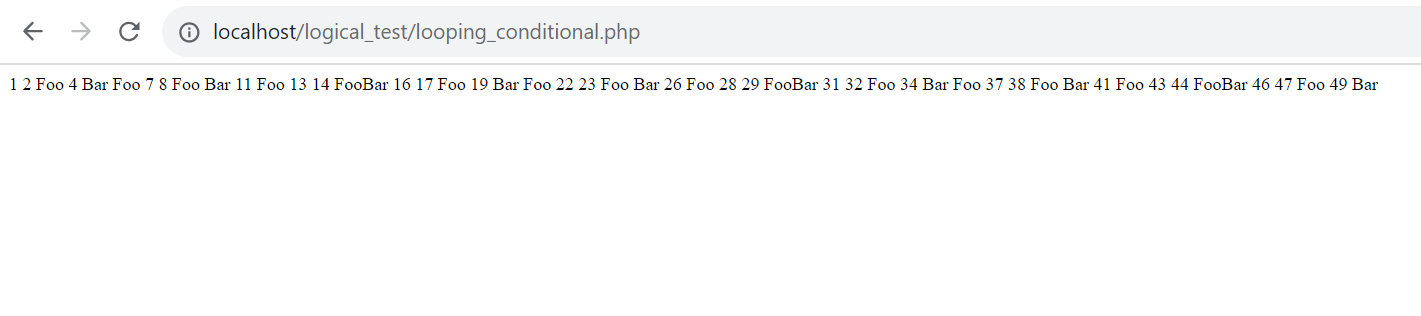 localhost/logical_test/looping_conditional.php
1 2 Foo 4 Bar Foo 7 8 Foo Bar 11 Foo 13 14 FooBar 16 17 Foo 19 Bar Foo 22 23 Foo Bar 26 Foo 28 29 FooBar 31 32 Foo 34 Bar Foo 37 38 Foo Bar 41 Foo 43 44 FooBar 46 47 Foo 49 Bar